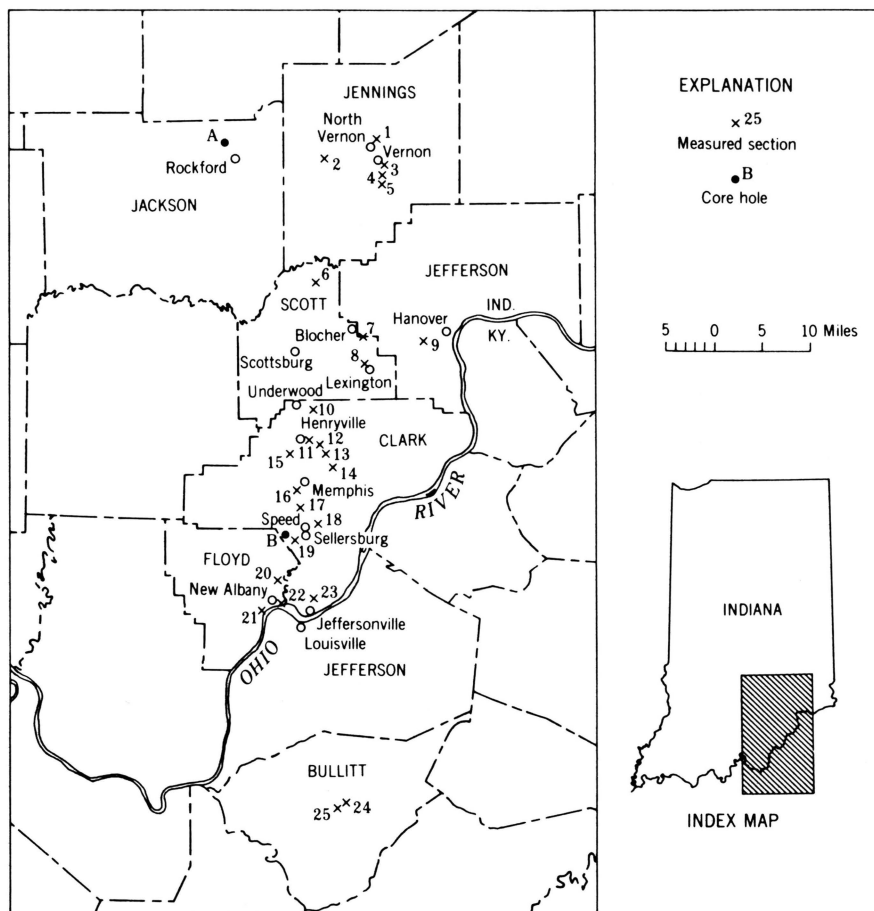 JENNINGS
North
Vernon
1
A
Rockford
2
Vernon
3
4
5
JACKSON
6
JEFFERSON
SCOTT
IND.
KY.
Hanover
Blocher
7
9
Scottsburg
8
Lexington
Underwood
10
Henryville
12
CLARK
15
11
13
14
16
Memphis
17
RIVER
Speed
18
B
19
Sellersburg
FLOYD
20
New Albany
22
23
21
Jeffersonville
Louisville
OHIO
JEFFERSON
BULLITT
25
24
EXPLANATION
25
Measured section
B
Core hole
5 0 5 10 Miles
INDIANA
INDEX MAP